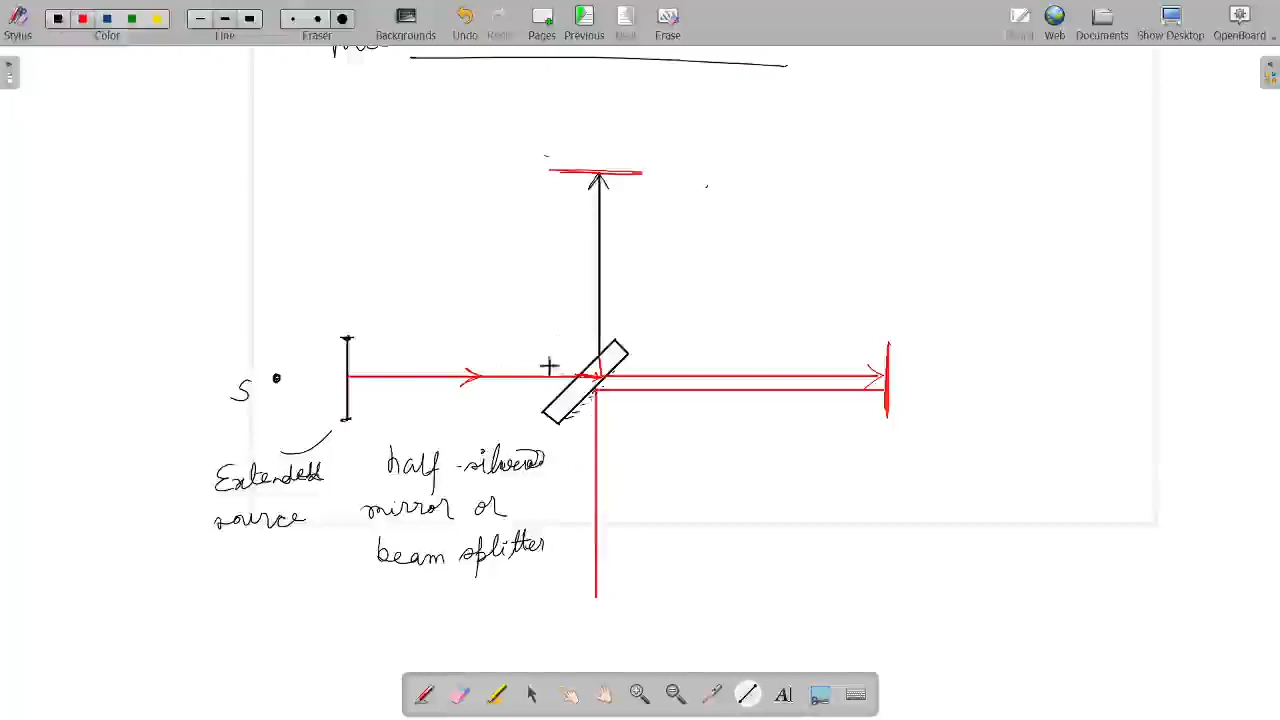 Stylus
Color
Line
Eraser
Backgrounds
Undo
Redo
Pages
Previous
Next
Erase
Board
Web
Documents
Show Desktop
OpenBoard
S
Extended
source
half-silvered
mirror or
beam splitter